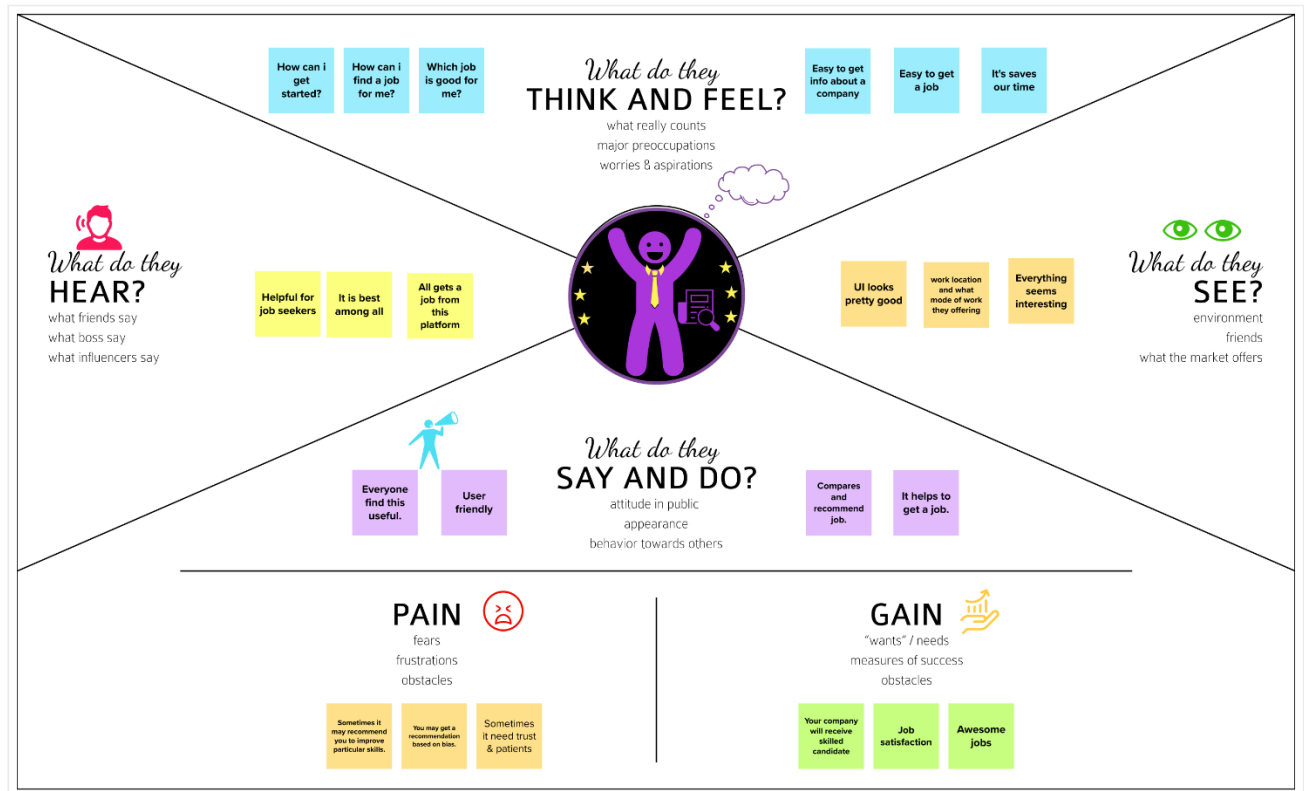 How can i
get
started?
How can i
find a job
for me?
Which job
is good for
me?
What do they
THINK AND FEEL?
what really counts
major preoccupations
worries & aspirations
Easy to get
info about a
company
Easy to get
a job
It's saves
our time
What do they
HEAR?
what friends say
what boss say
what influencers say
Helpful for
job seekers
It is best
among all
All gets a
job from
this
platform
UI looks
pretty good
work location
and what
mode of work
they offering
Everything
seems
interesting
What do they
SEE?
environment
friends
what the market offers
Everyone
find this
useful.
User
friendly
What do they
SAY AND DO?
attitude in public
appearance
behavior towards others
Compares
and
recommend
job.
It helps to
get a job.
PAIN
fears
frustrations
obstacles
Sometimes it
may recommend
you to improve
particular skills.
You may get a
recommendation
based on bias.
Sometimes
it need trust
& patients
GAIN
"wants" / needs
measures of success
obstacles
Your company
will receive
skilled
candidate
Job
satisfaction
Awesome
jobs